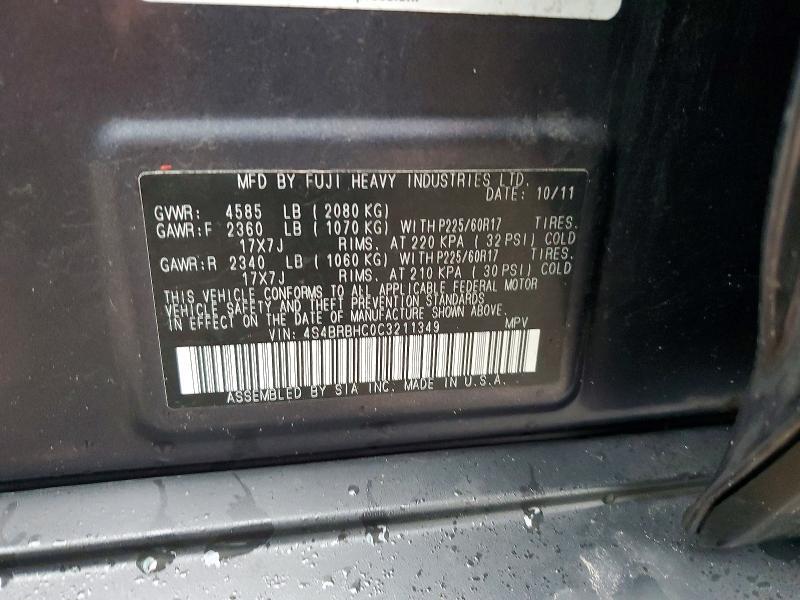 MFD BY FUJI HEAVY INDUSTRIES LTD.
DATE: 10/11
GVWR: 4585 LB ( 2080 KG)
GAWR:F 2360 LB ( 1070 KG) WITH P225/60R17 TIRES.
17X7J RIMS. AT 220 KPA ( 32 PSI) COLD
GAWR:R 2340 LB ( 1060 KG) WITH P225/60R17 TIRES.
17X7J RIMS. AT 210 KPA ( 30 PSI) COLD
THIS VEHICLE CONFORMS TO ALL APPLICABLE FEDERAL MOTOR
VEHICLE SAFETY AND THEFT PREVENTION STANDARDS
IN EFFECT ON THE DATE OF MANUFACTURE SHOWN ABOVE.
VIN: 4S4BRBHC0C3211349 MPV
ASSEMBLED BY SIA INC. MADE IN U.S.A.